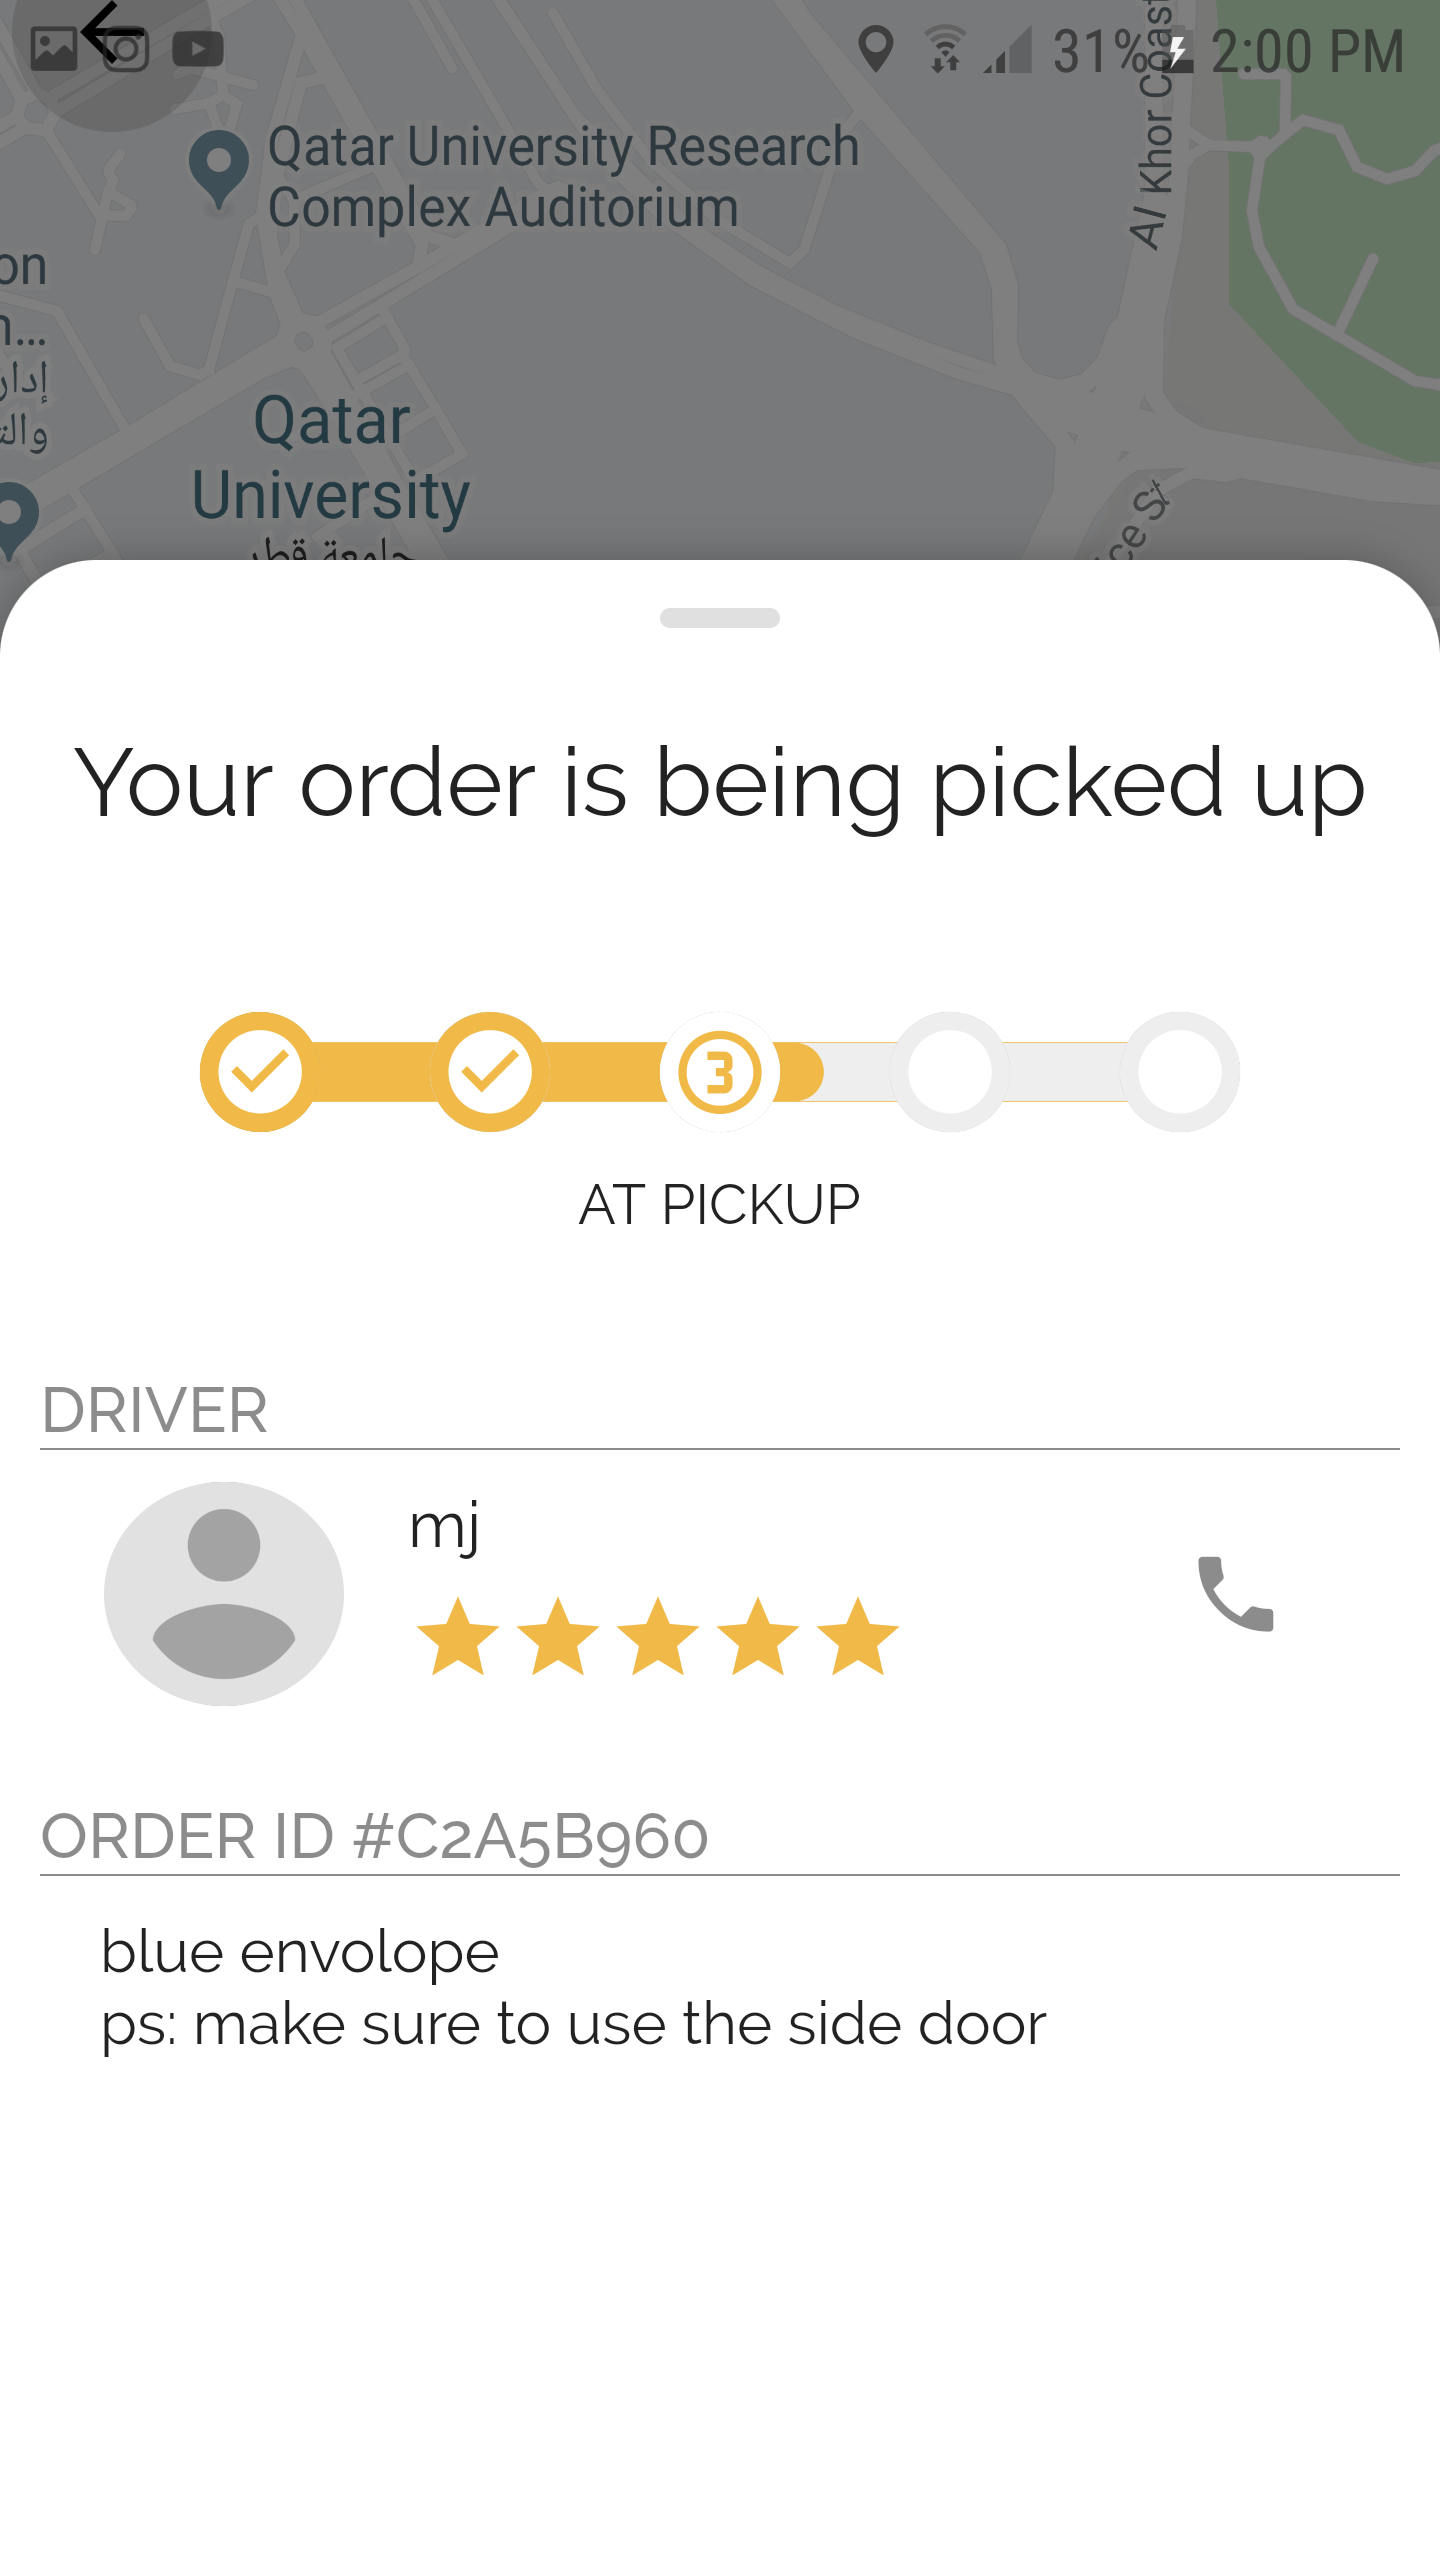 31% 2:00 PM
Qatar University Research
Complex Auditorium
Al Khor Coast
on
n...
إدار
والت
Qatar
University
جامعة قطر
ice St
Your order is being picked up
3
AT PICKUP
DRIVER
mj
ORDER ID #C2A5B960
blue envolope
ps: make sure to use the side door